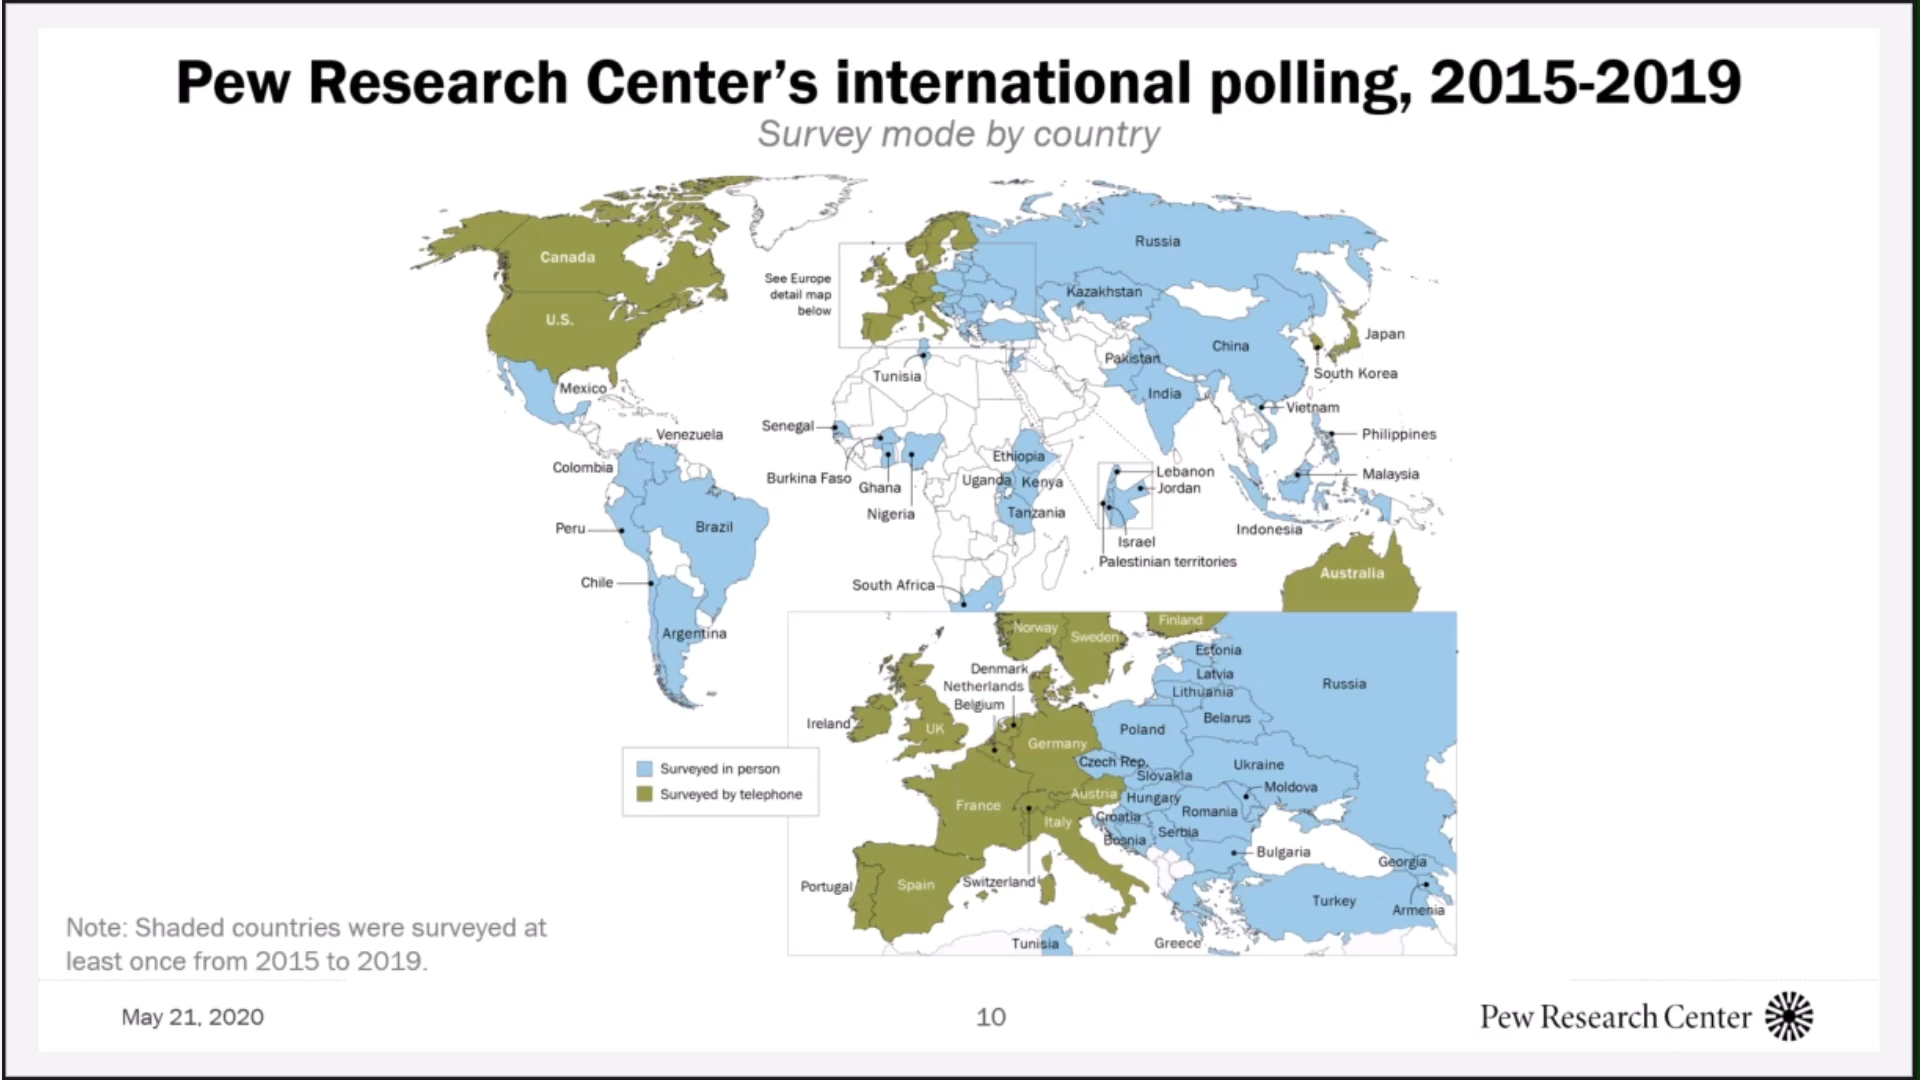 Pew Research Center's international polling, 2015-2019
Survey mode by country
Canada
U.S.
Mexico
Venezuela
Colombia
Peru
Brazil
Chile
Argentina
See Europe
detail map
below
Russia
Kazakhstan
China
Japan
South Korea
Pakistan
India
Vietnam
Philippines
Malaysia
Indonesia
Australia
Tunisia
Senegal
Burkina Faso
Ghana
Nigeria
Ethiopia
Uganda
Kenya
Tanzania
South Africa
Lebanon
Jordan
Israel
Palestinian territories
Norway
Sweden
Finland
Estonia
Latvia
Lithuania
Russia
Denmark
Netherlands
Belgium
Ireland
UK
Germany
Poland
Belarus
Czech Rep.
Slovakia
Ukraine
Moldova
France
Austria
Hungary
Romania
Italy
Croatia
Serbia
Bosnia
Bulgaria
Georgia
Portugal
Spain
Switzerland
Turkey
Armenia
Tunisia
Greece
Surveyed in person
Surveyed by telephone
Note: Shaded countries were surveyed at
least once from 2015 to 2019.
May 21, 2020
10
Pew Research Center